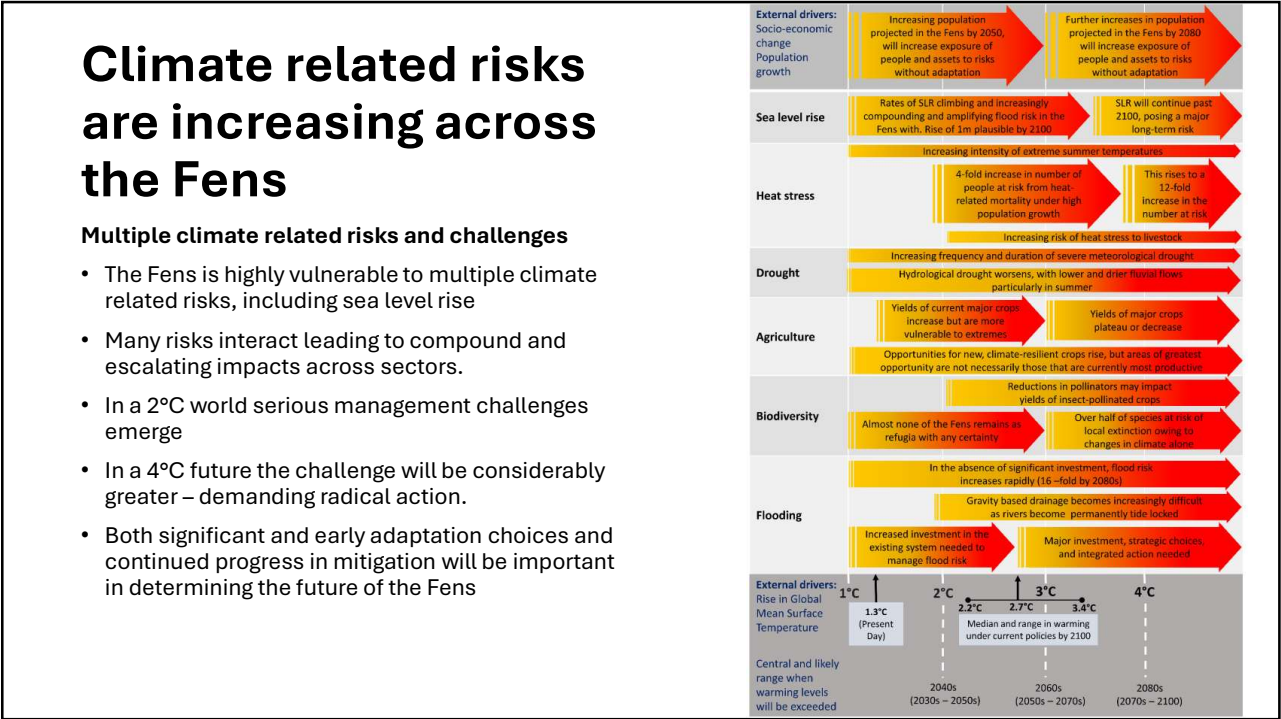 Climate related risks
are increasing across
the Fens
Multiple climate related risks and challenges
• The Fens is highly vulnerable to multiple climate
related risks, including sea level rise
• Many risks interact leading to compound and
escalating impacts across sectors.
• In a 2°C world serious management challenges
emerge
• In a 4°C future the challenge will be considerably
greater – demanding radical action.
• Both significant and early adaptation choices and
continued progress in mitigation will be important
in determining the future of the Fens
External drivers:
Socio-economic
change
Population
growth
Increasing population
projected in the Fens by 2050,
will increase exposure of
people and assets to risks
without adaptation
Further increases in population
projected in the Fens by 2080
will increase exposure of
people and assets to risks
without adaptation
Sea level rise
Rates of SLR climbing and increasingly
compounding and amplifying flood risk in the
Fens with. Rise of 1m plausible by 2100
SLR will continue past
2100, posing a major
long-term risk
Heat stress
Increasing intensity of extreme summer temperatures
4-fold increase in number of
people at risk from heat-
related mortality under high
population growth
This rises to a
12-fold
increase in the
number at risk
Increasing risk of heat stress to livestock
Drought
Increasing frequency and duration of severe meteorological drought
Hydrological drought worsens, with lower and drier fluvial flows
particularly in summer
Agriculture
Yields of current major crops
increase but are more
vulnerable to extremes
Yields of major crops
plateau or decrease
Opportunities for new, climate-resilient crops rise, but areas of greatest
opportunity are not necessarily those that are currently most productive
Biodiversity
Reductions in pollinators may impact
yields of insect-pollinated crops
Almost none of the Fens remains as
refugia with any certainty
Over half of species at risk of
local extinction owing to
changes in climate alone
Flooding
In the absence of significant investment, flood risk
increases rapidly (16 –fold by 2080s)
Gravity based drainage becomes increasingly difficult
as rivers become permanently tide locked
Increased investment in the
existing system needed to
manage flood risk
Major investment, strategic choices,
and integrated action needed
External drivers:
Rise in Global
Mean Surface
Temperature
1°C 2°C 3°C 4°C
2.2°C 2.7°C 3.4°C
1.3°C
(Present
Day)
Median and range in warming
under current policies by 2100
Central and likely
range when
warming levels
will be exceeded
2040s
(2030s – 2050s)
2060s
(2050s – 2070s)
2080s
(2070s – 2100)